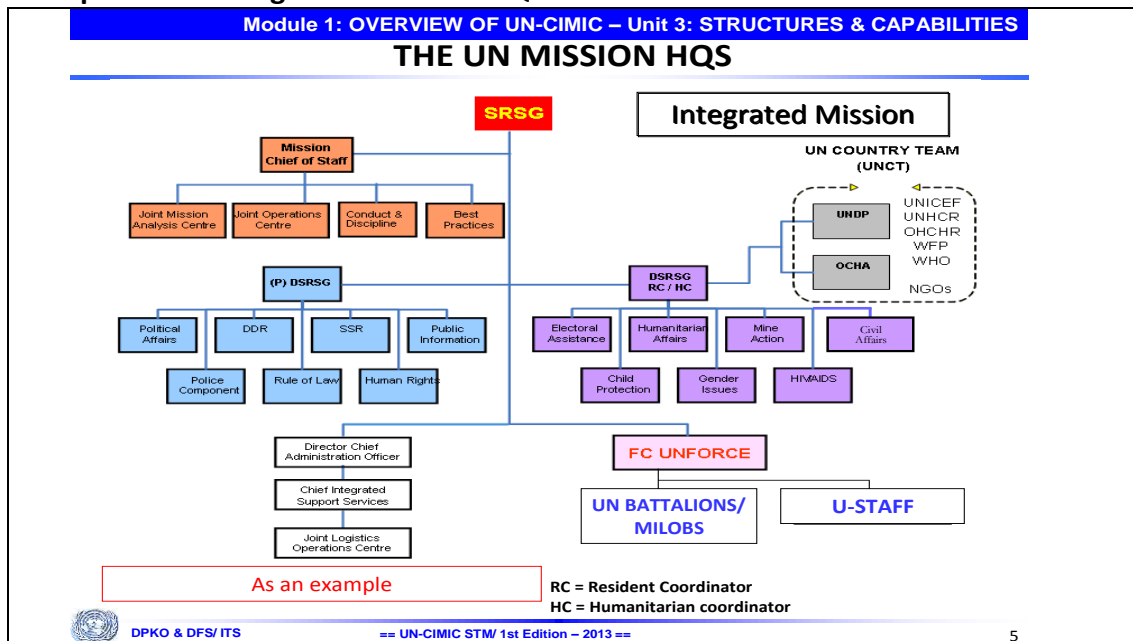 Module 1: OVERVIEW OF UN-CIMIC – Unit 3: STRUCTURES & CAPABILITIES
THE UN MISSION HQS
SRSG
Integrated Mission
Mission
Chief of Staff
UN COUNTRY TEAM
(UNCT)
Joint Mission
Analysis Centre
Joint Operations
Centre
Conduct &
Discipline
Best
Practices
UNDP
OCHA
UNICEF
UNHCR
OHCHR
WFP
WHO
NGOs
(P) DSRSG
DSRSG
RC / HC
Political
Affairs
DDR
SSR
Public
Information
Police
Component
Rule of Law
Human Rights
Electoral
Assistance
Humanitarian
Affairs
Mine
Action
Civil
Affairs
Child
Protection
Gender
Issues
HIV/AIDS
Director Chief
Administration Officer
Chief Integrated
Support Services
Joint Logistics
Operations Centre
FC UNFORCE
UN BATTALIONS/
MILOBS
U-STAFF
As an example
RC = Resident Coordinator
HC = Humanitarian coordinator
DPKO & DFS/ ITS
== UN-CIMIC STM/ 1st Edition – 2013 ==
5